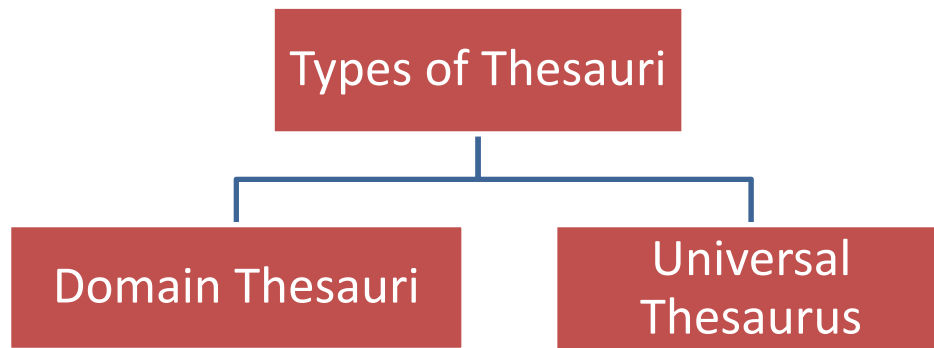 Types of Thesauri
Domain Thesauri
Universal
Thesaurus